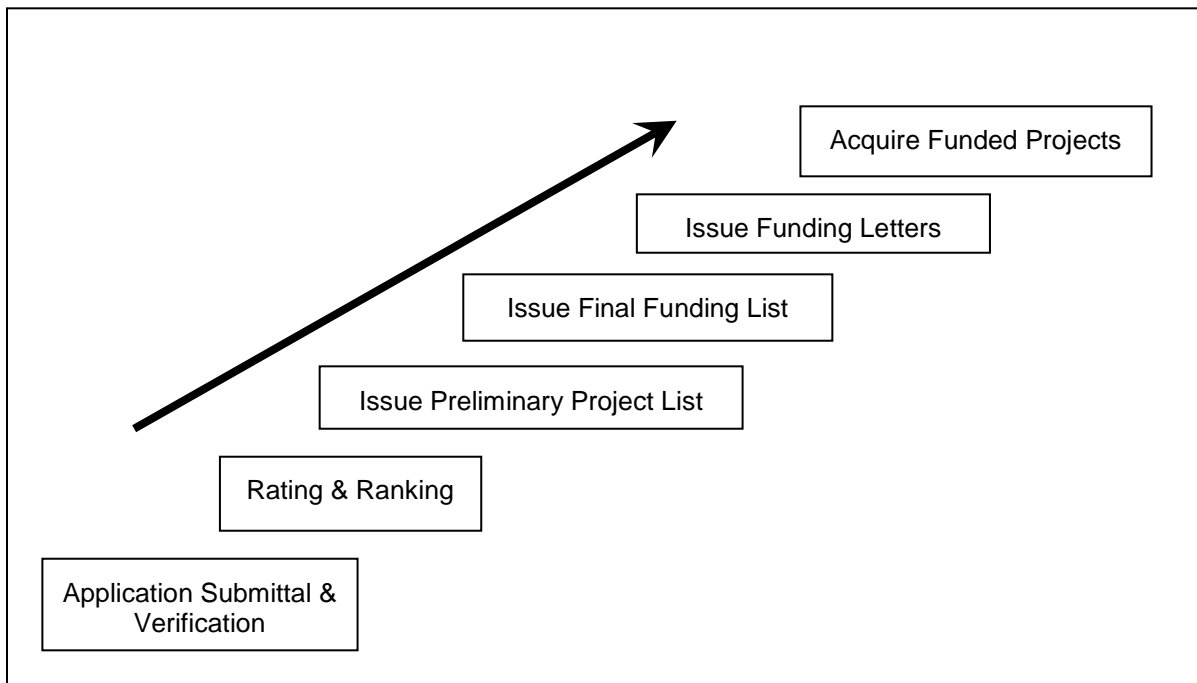 Acquire Funded Projects
Issue Funding Letters
Issue Final Funding List
Issue Preliminary Project List
Rating & Ranking
Application Submittal &
Verification